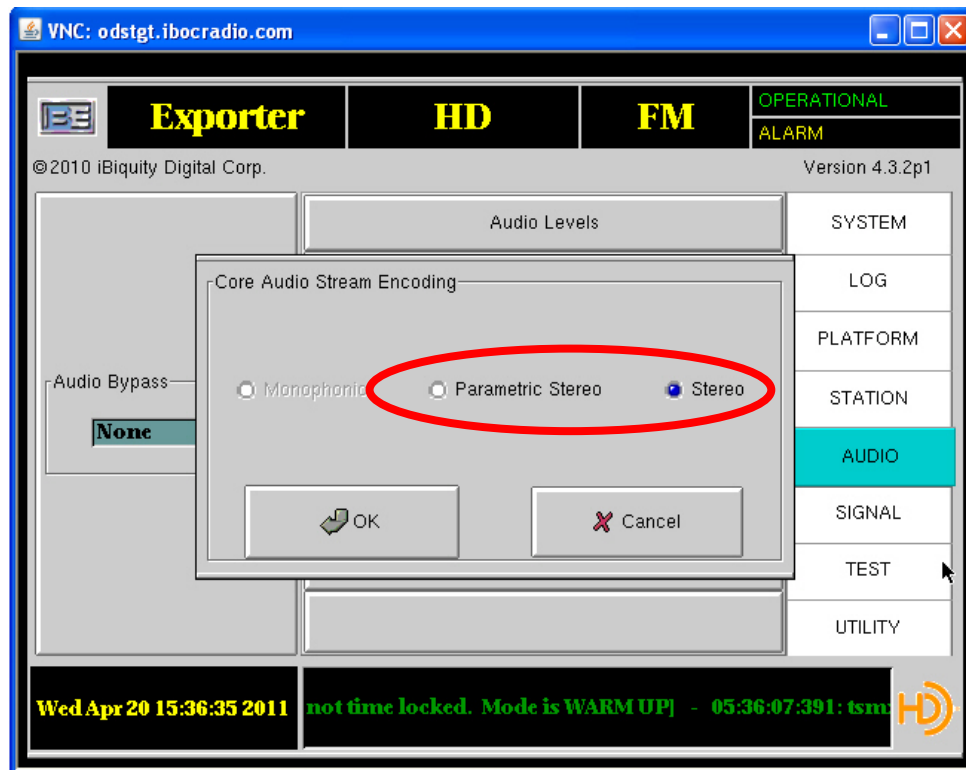 VNC: odstgt.ibocradio.com
Exporter HD FM
OPERATIONAL
ALARM
©2010 iBiquity Digital Corp. Version 4.3.2p1
Audio Levels
SYSTEM
LOG
PLATFORM
STATION
AUDIO
SIGNAL
TEST
UTILITY
Audio Bypass
None
Core Audio Stream Encoding
Monophonic Parametric Stereo Stereo
OK Cancel
Wed Apr 20 15:36:35 2011 not time locked. Mode is WARM UP] - 05:36:07:391: tsm
HD